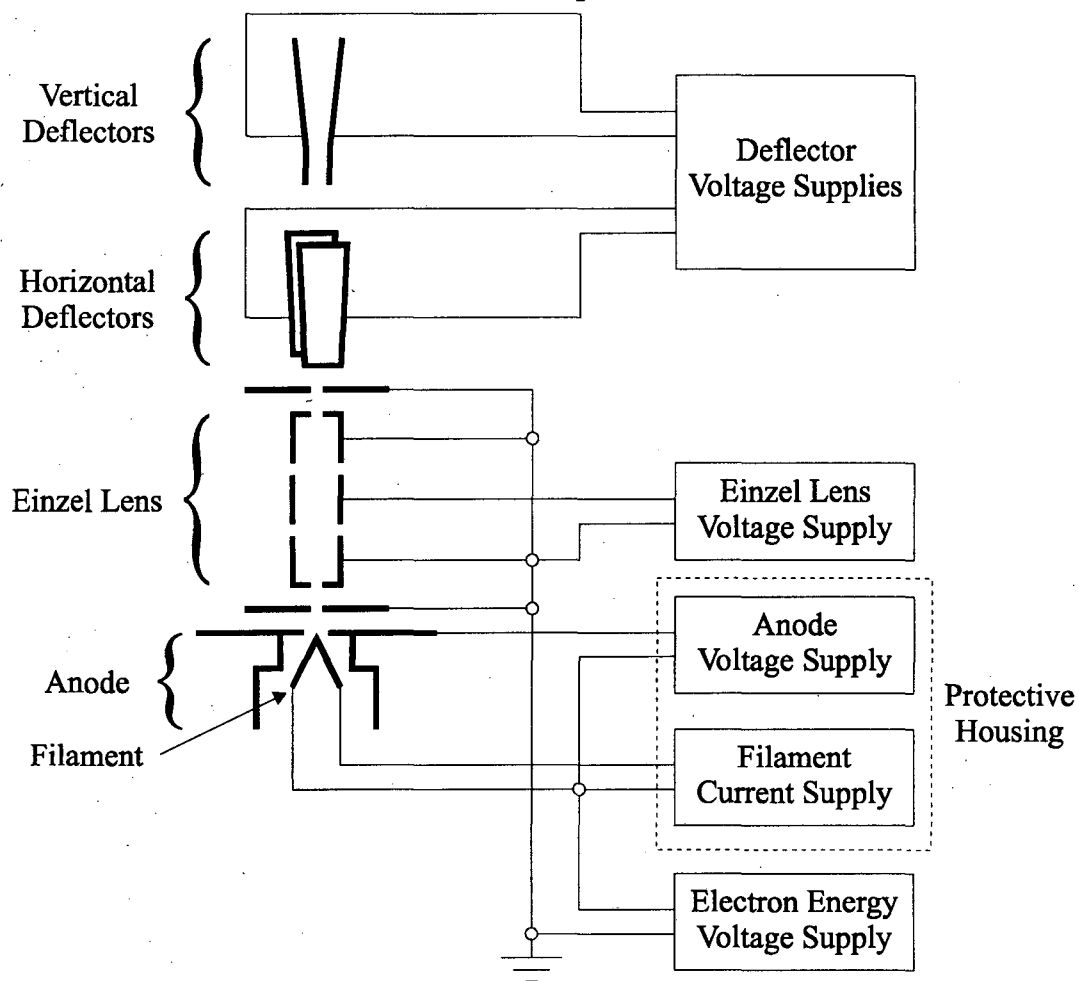 Vertical
Deflectors
Deflector
Voltage Supplies
Horizontal
Deflectors
Einzel Lens
Einzel Lens
Voltage Supply
Anode
Voltage Supply
Anode
Protective
Housing
Filament
Filament
Current Supply
Electron Energy
Voltage Supply